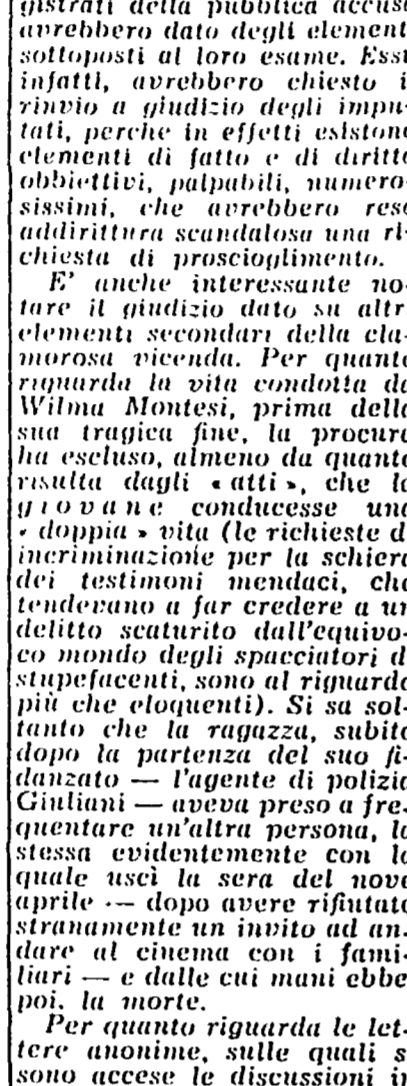 gistrati della pubblica accusa
avrebbero dato degli element
sottoposti al loro esame. Essi
infatti, avrebbero chiesto i
rinvio a giudizio degli impu-
tati, perche in effetti esistono
elementi di fatto e di diritto
obbiettivi, palpabili, numero-
sissimi, che avrebbero reso
addirittura scandalosa una ri-
chiesta di proscioglimento.
E' anche interessante no-
tare il giudizio dato su altri
elementi secondari della cla-
morosa vicenda. Per quanto
riguarda la vita condotta da
Wilma Montesi, prima della
sua tragica fine, la procura
ha escluso, almeno da quanto
risulta dagli « atti », che la
giovane conducesse una
« doppia » vita (le richieste d
incriminazione per la schiera
dei testimoni mendaci, che
tendevano a far credere a un
delitto scaturito dall'equivo-
co mondo degli spacciatori d
stupefacenti, sono al riguardo
più che eloquenti). Si sa sol-
tanto che la ragazza, subito
dopo la partenza del suo fi-
danzato — l'agente di polizia
Giuliani — aveva preso a fre-
quentare un'altra persona, la
stessa evidentemente con la
quale uscì la sera del nove
aprile — dopo avere rifiutato
stranamente un invito ad an-
dare al cinema con i fami-
liari — e dalle cui mani ebbe
poi. la morte.
Per quanto riguarda le let-
tere anonime, sulle quali s
sono accese le discussioni in